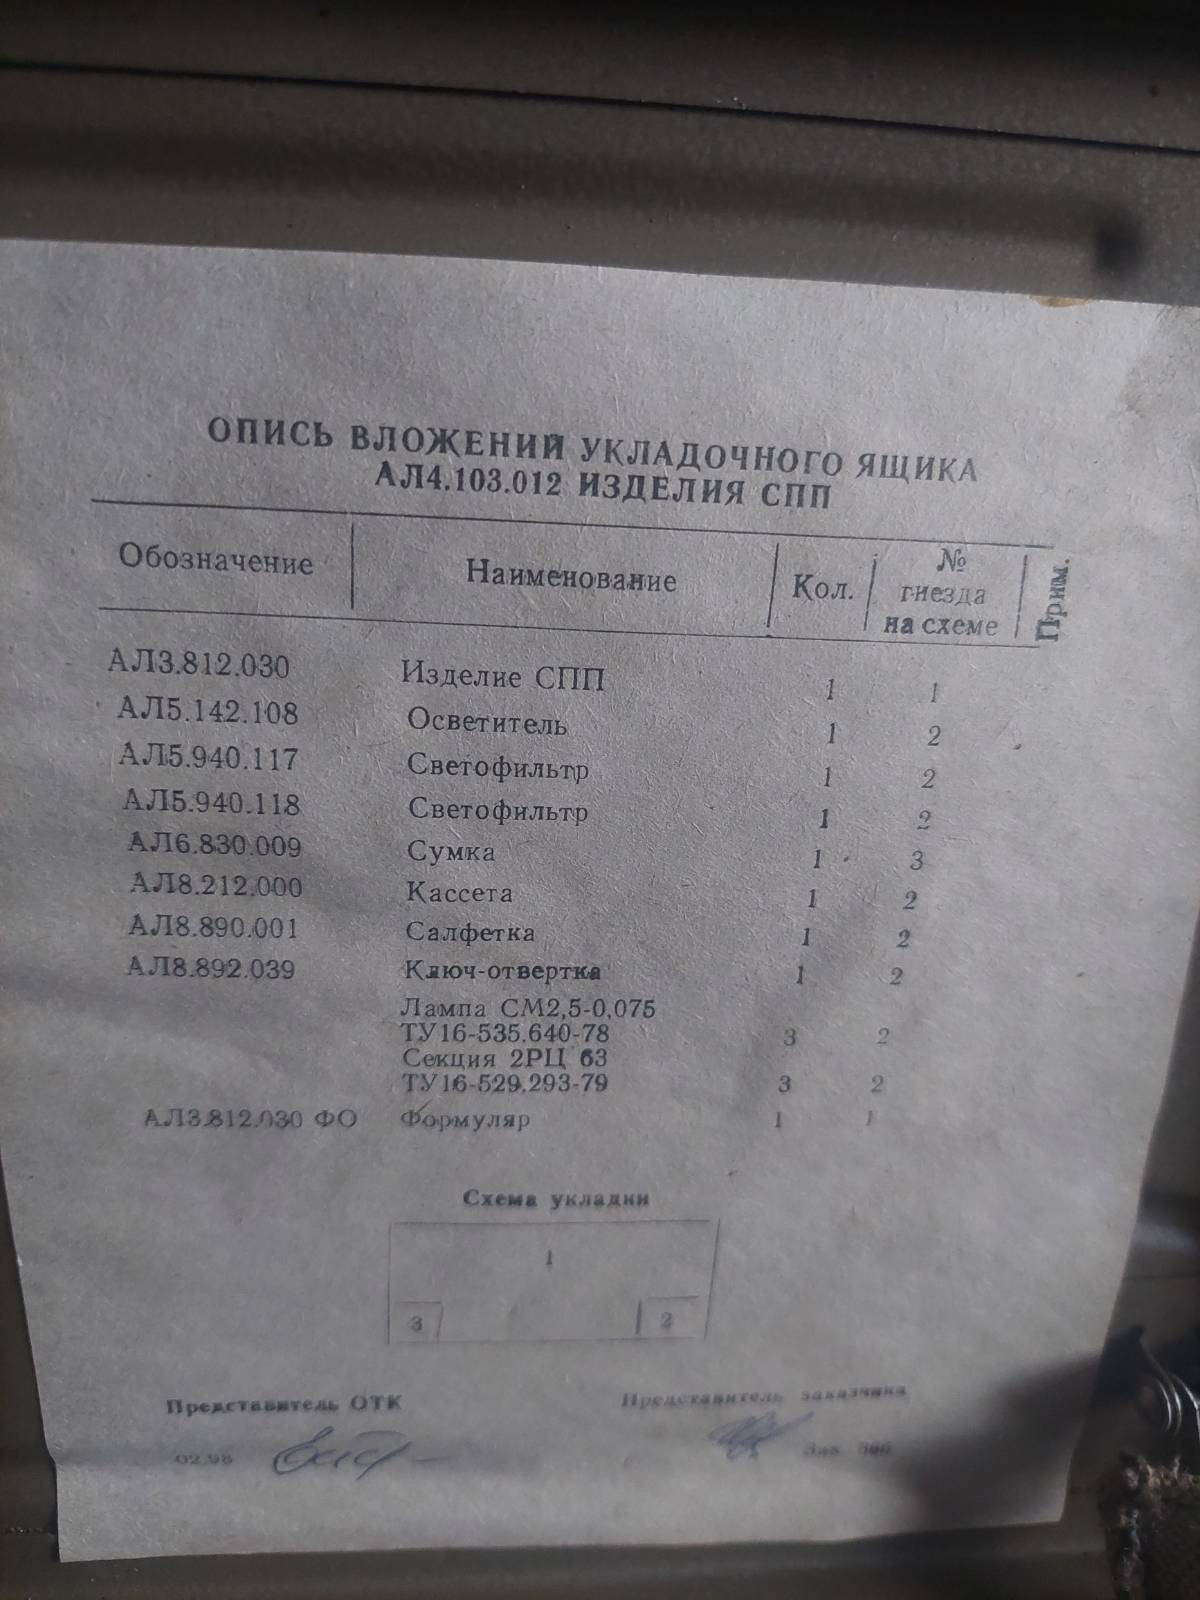 ОПИСЬ ВЛОЖЕНИЙ УКЛАДОЧНОГО ЯЩИКА
АЛ4.103.012 ИЗДЕЛИЯ СПП
Обозначение Наименование Кол. № гнезда на схеме Прим.
АЛ3.812.030 Изделие СПП 1 1
АЛ5.142.108 Осветитель 1 2
АЛ5.940.117 Светофильтр 1 2
АЛ5.940.118 Светофильтр 1 2
АЛ6.830.009 Сумка 1 3
АЛ8.212.000 Кассета 1 2
АЛ8.890.001 Салфетка 1 2
АЛ8.892.039 Ключ-отвертка 1 2
Лампа СМ2,5-0,075
ТУ16-535.640-78 3 2
Секция 2РЦ 63
ТУ16-529.293-79 3 2
АЛ3.812.030 ФО Формуляр 1 1
Схема укладки
1
3 2
Представитель ОТК Представитель заказчика
02.98 Зак.